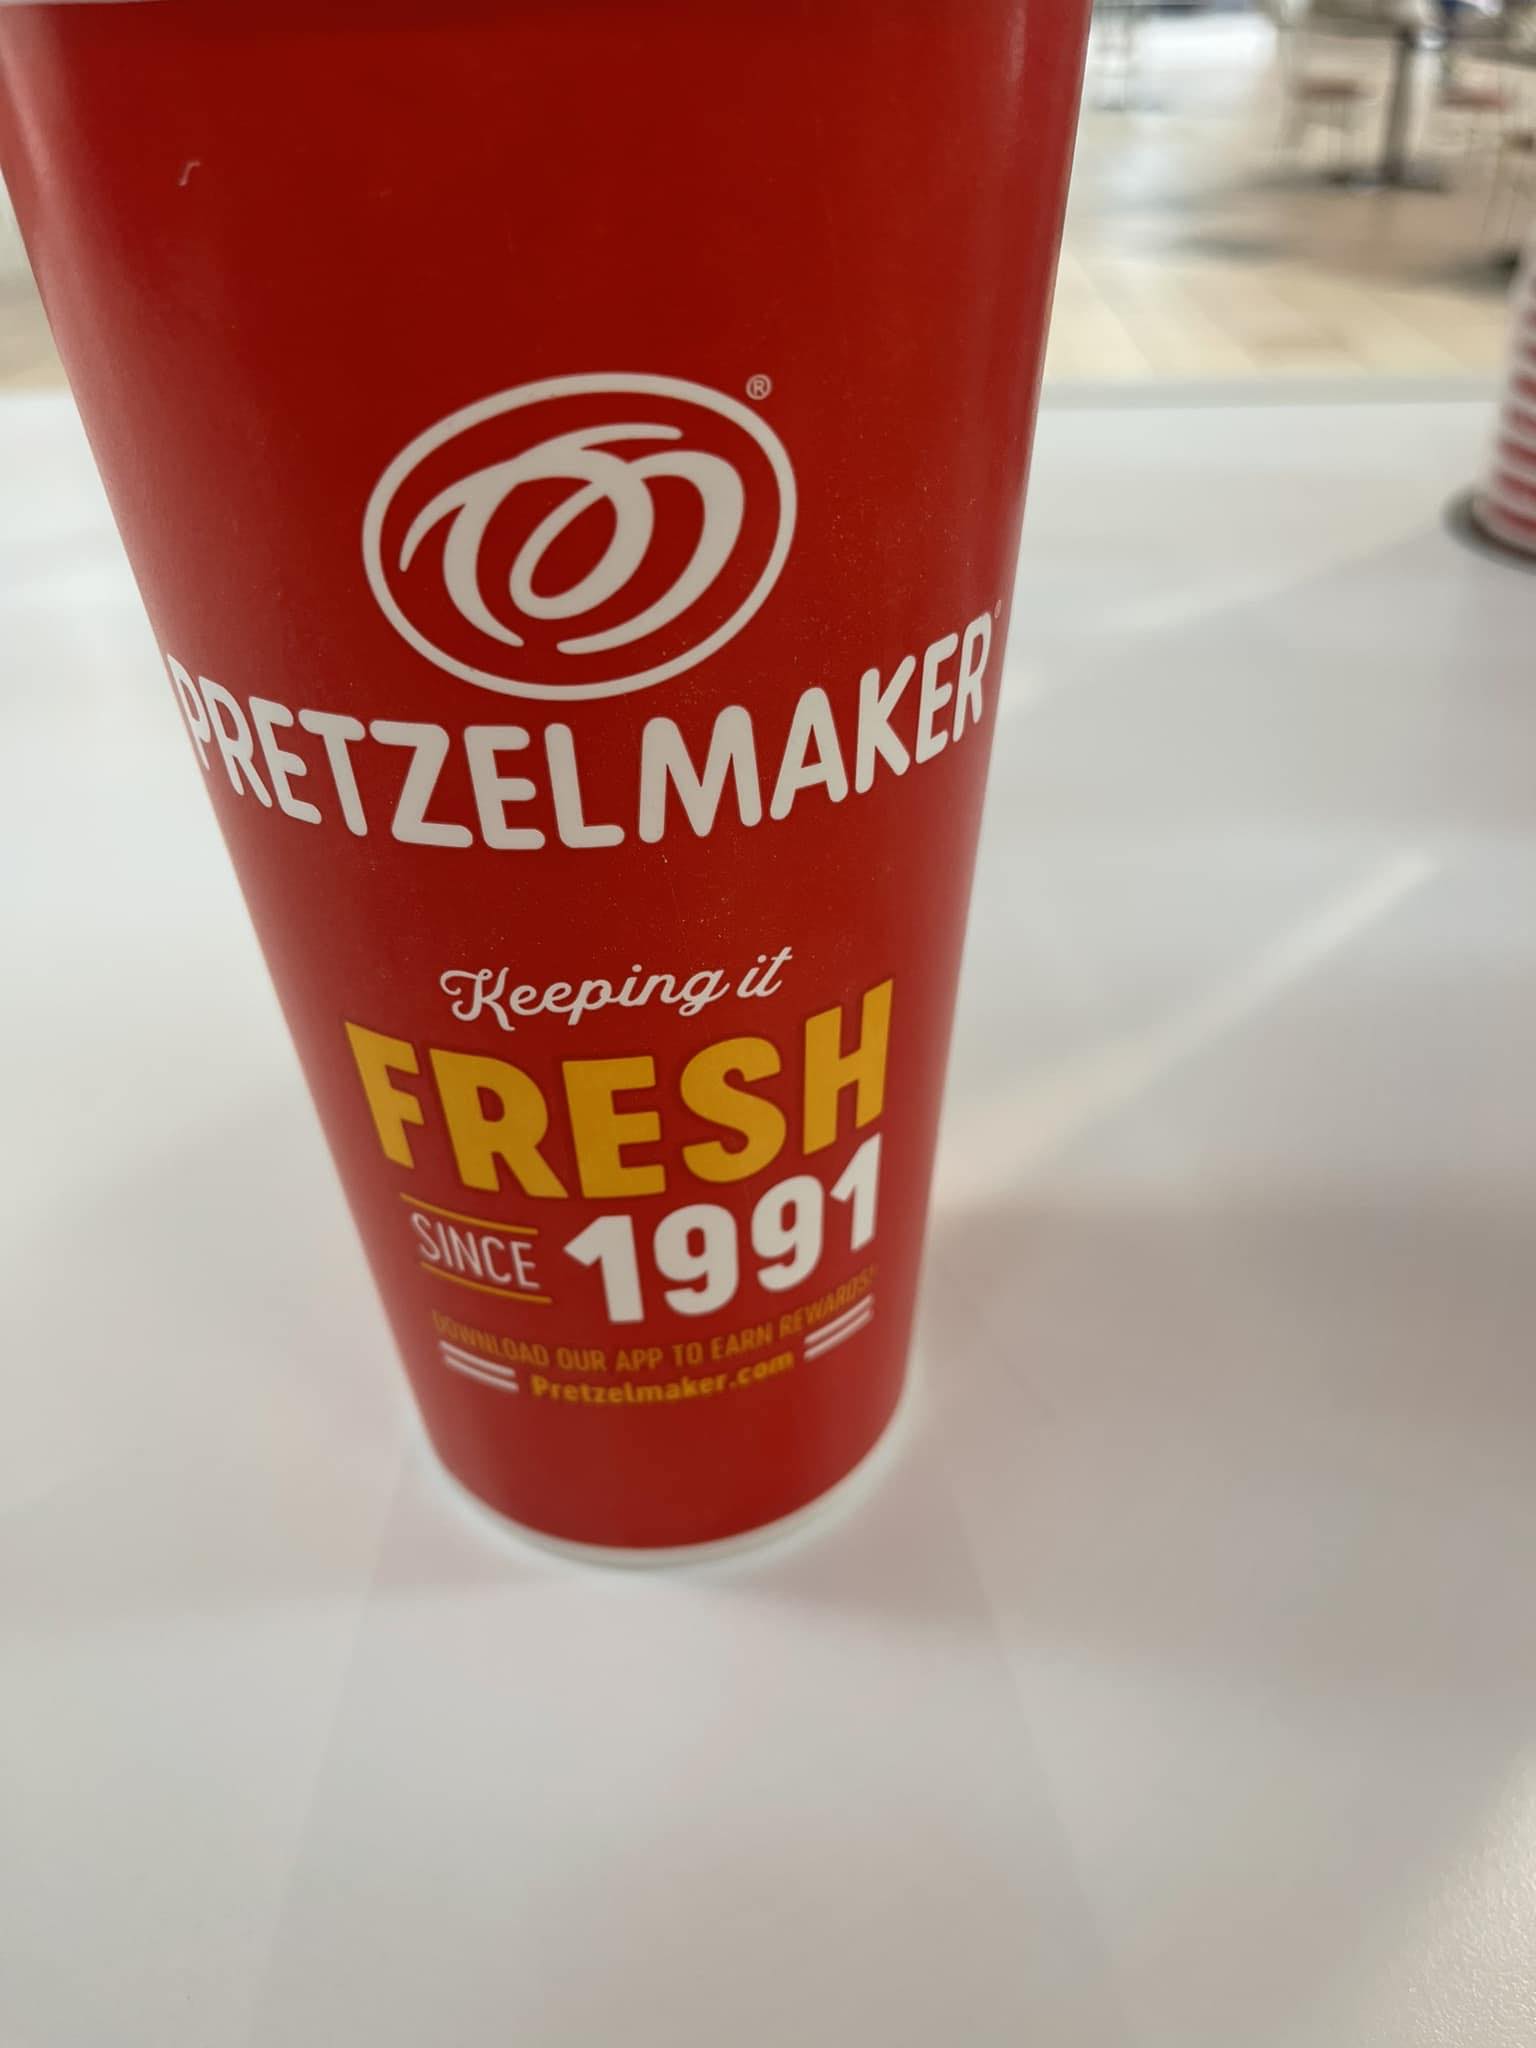 ®
PRETZELMAKER
Keeping it
FRESH
SINCE 1991
DOWNLOAD OUR APP TO EARN REWARDS!
Pretzelmaker.com